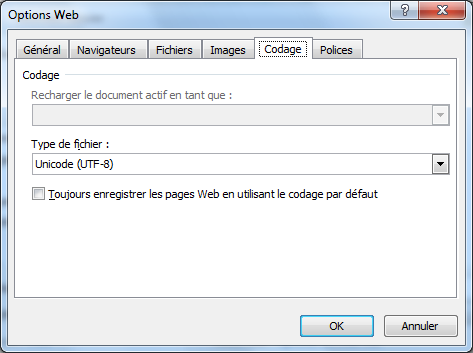 Options Web
Général Navigateurs Fichiers Images Codage Polices
Codage
Recharger le document actif en tant que :
Type de fichier :
Unicode (UTF-8)
Toujours enregistrer les pages Web en utilisant le codage par défaut
OK Annuler